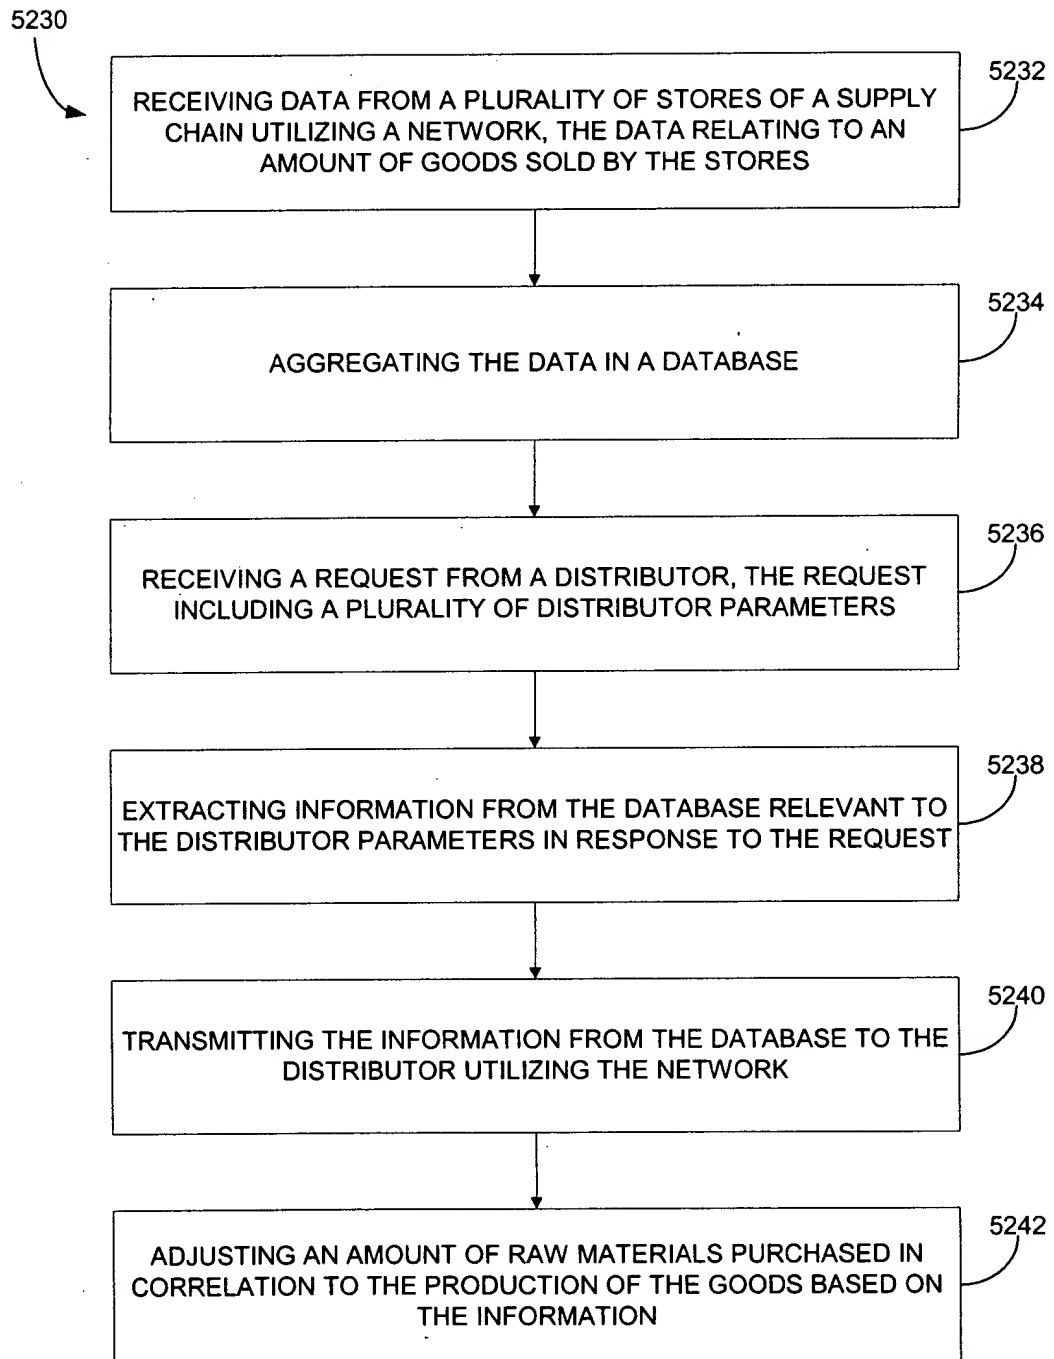 5230
5232
RECEIVING DATA FROM A PLURALITY OF STORES OF A SUPPLY
CHAIN UTILIZING A NETWORK, THE DATA RELATING TO AN
AMOUNT OF GOODS SOLD BY THE STORES
5234
AGGREGATING THE DATA IN A DATABASE
5236
RECEIVING A REQUEST FROM A DISTRIBUTOR, THE REQUEST
INCLUDING A PLURALITY OF DISTRIBUTOR PARAMETERS
5238
EXTRACTING INFORMATION FROM THE DATABASE RELEVANT TO
THE DISTRIBUTOR PARAMETERS IN RESPONSE TO THE REQUEST
5240
TRANSMITTING THE INFORMATION FROM THE DATABASE TO THE
DISTRIBUTOR UTILIZING THE NETWORK
5242
ADJUSTING AN AMOUNT OF RAW MATERIALS PURCHASED IN
CORRELATION TO THE PRODUCTION OF THE GOODS BASED ON
THE INFORMATION